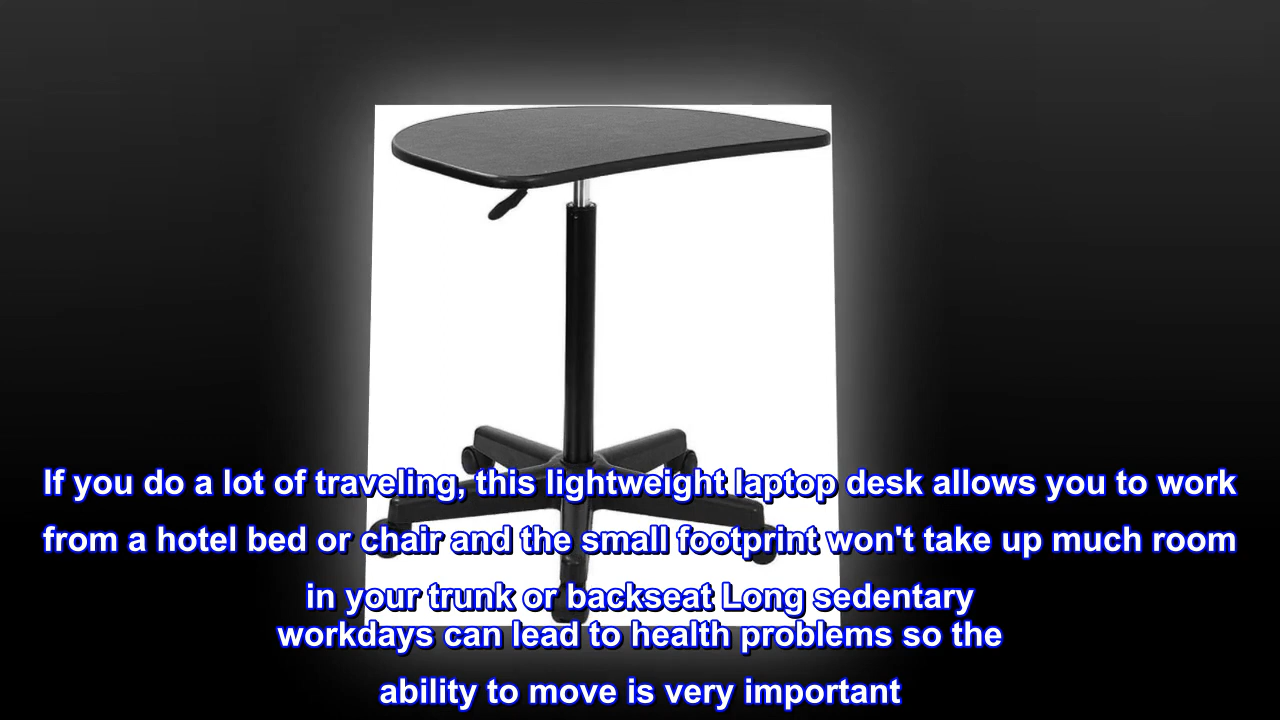 If you do a lot of traveling, this lightweight laptop desk allows you to work
from a hotel bed or chair and the small footprint won't take up much room
in your trunk or backseat Long sedentary
workdays can lead to health problems so the
ability to move is very important